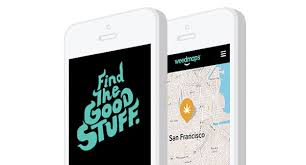 Find
The
GOOD
STUFF.
weedmaps
San Francisco